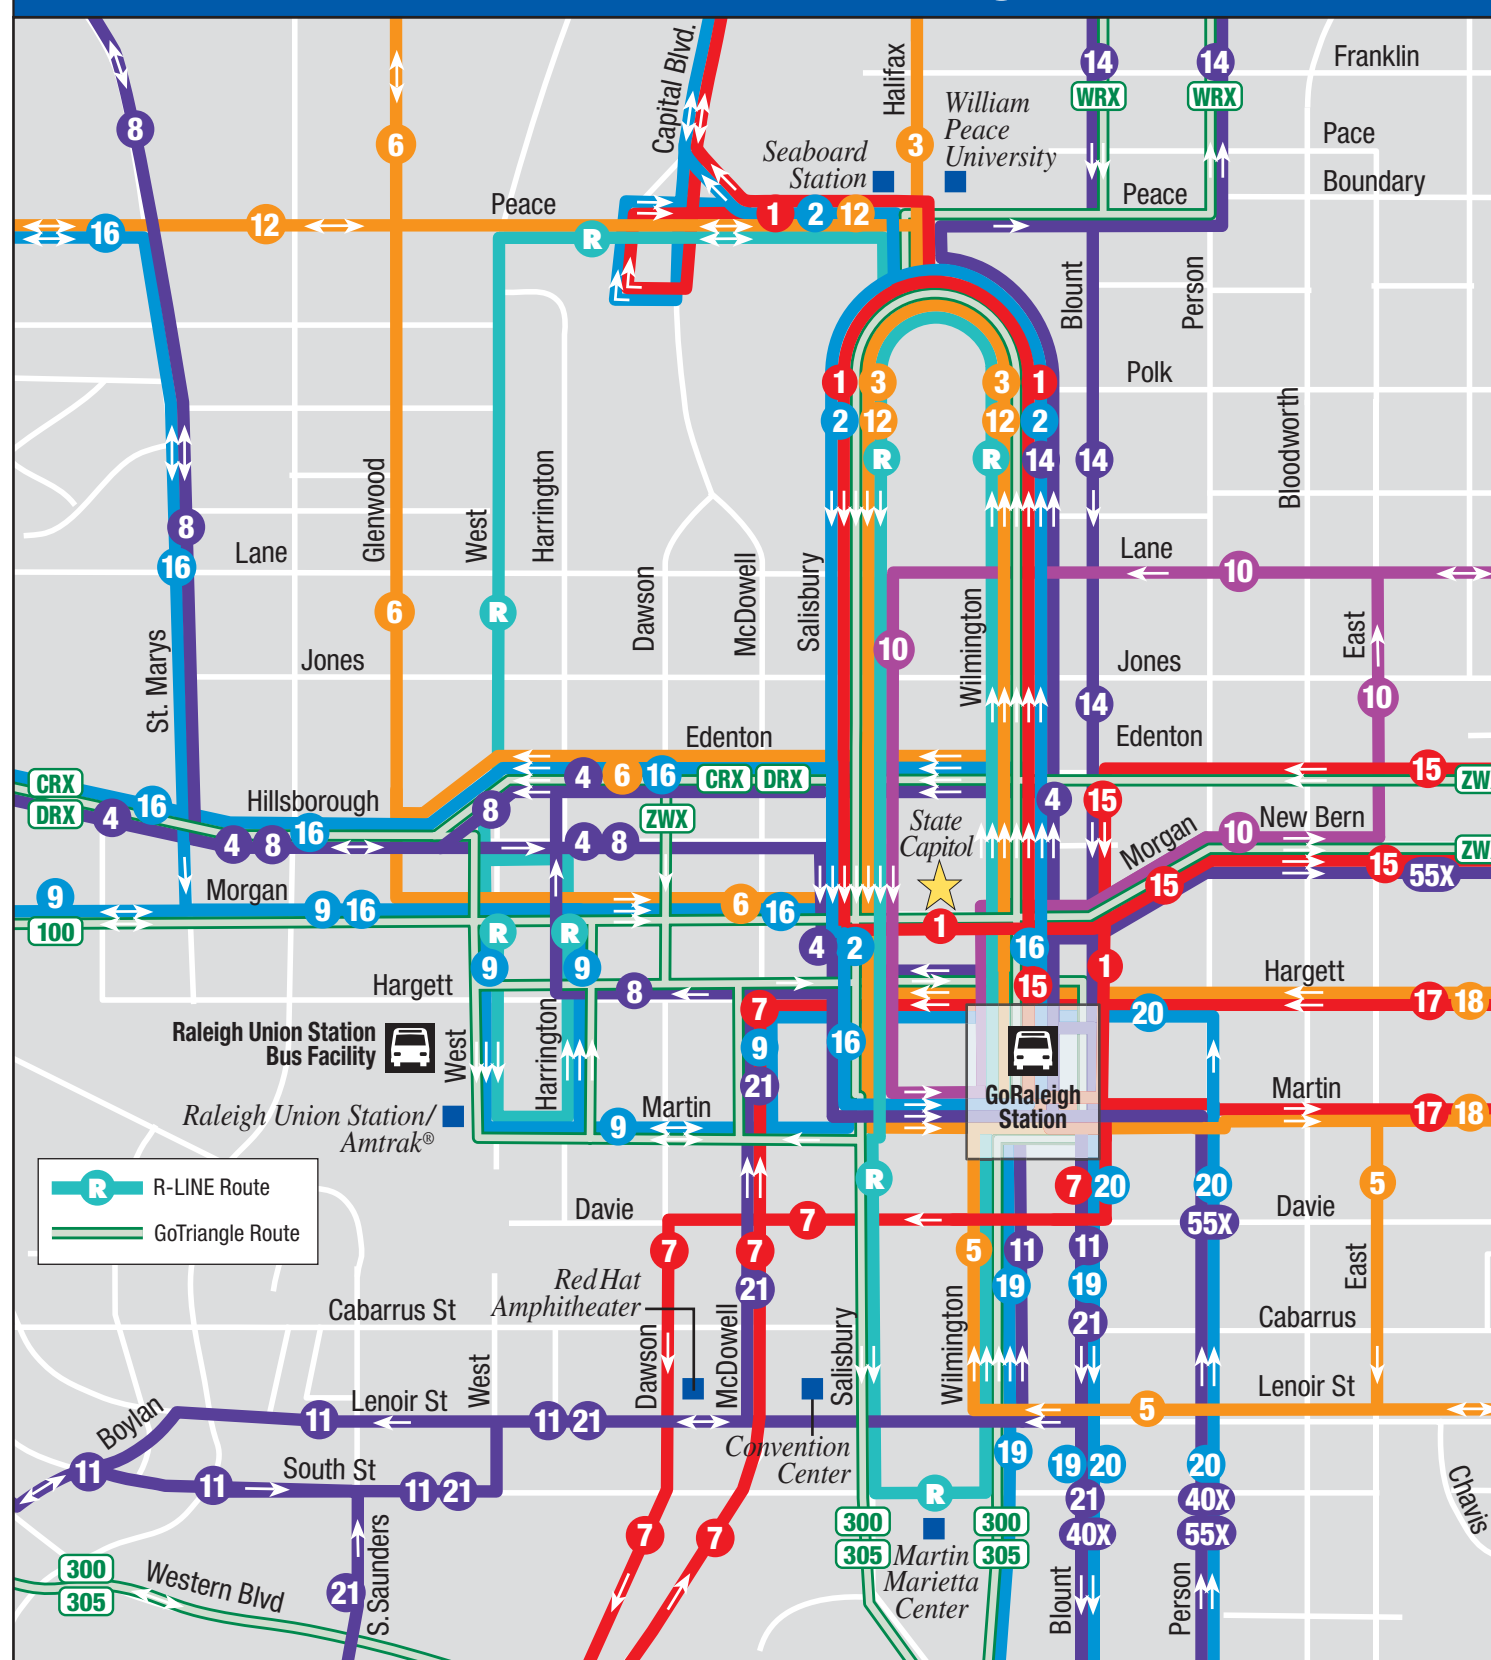 Capital Blvd.
Halifax
14
14
Franklin
WRX
WRX
8
6
3
William
Peace
University
Seaboard
Station
Pace
Boundary
Peace
Peace
12
16
1
2
12
R
Blount
Person
1
3
3
1
Polk
2
12
12
2
R
R
14
14
Bloodworth
Glenwood
West
Harrington
8
16
Lane
Dawson
McDowell
Salisbury
Lane
10
6
R
Wilmington
East
St. Marys
Jones
10
Jones
10
14
Edenton
Edenton
CRX
DRX
16
4
4
6
16
CRX
DRX
15
ZW
Hillsborough
8
4
15
4
8
16
ZWX
4
8
State
Capitol
Morgan
10
New Bern
ZW
15
15
55X
9
100
Morgan
9
16
6
16
1
R
R
4
2
16
9
9
1
Hargett
8
15
Hargett
7
20
17
18
Raleigh Union Station
Bus Facility
West
Harrington
9
16
21
GoRaleigh
Station
Martin
17
18
Raleigh Union Station/
Amtrak®
Martin
9
R
R-LINE Route
GoTriangle Route
R
7
20
20
5
Davie
7
55X
Davie
7
7
5
11
11
East
Red Hat
Amphitheater
21
19
19
Cabarrus St
21
Cabarrus
West
Dawson
McDowell
Salisbury
Wilmington
Lenoir St
Lenoir St
Boylan
11
11
21
5
Convention
Center
19
19
20
20
11
South St
11
11
21
R
21
40X
Chavis
300
300
7
7
40X
55X
305
305
Martin
Marietta
Center
S. Saunders
300
305
Western Blvd
21
Blount
Person